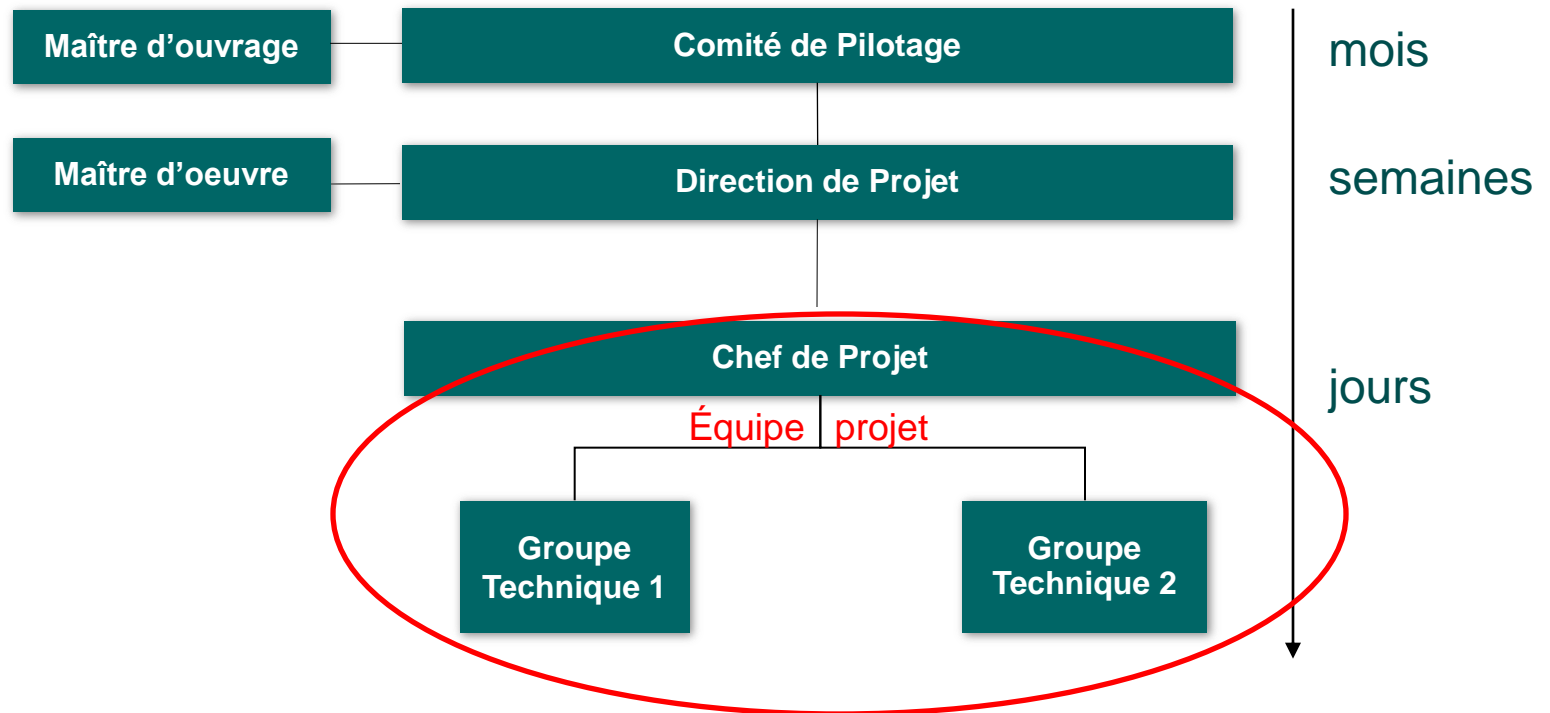 Maître d’ouvrage
Comité de Pilotage
mois
Maître d’oeuvre
Direction de Projet
semaines
Chef de Projet
jours
Équipe projet
Groupe
Technique 1
Groupe
Technique 2